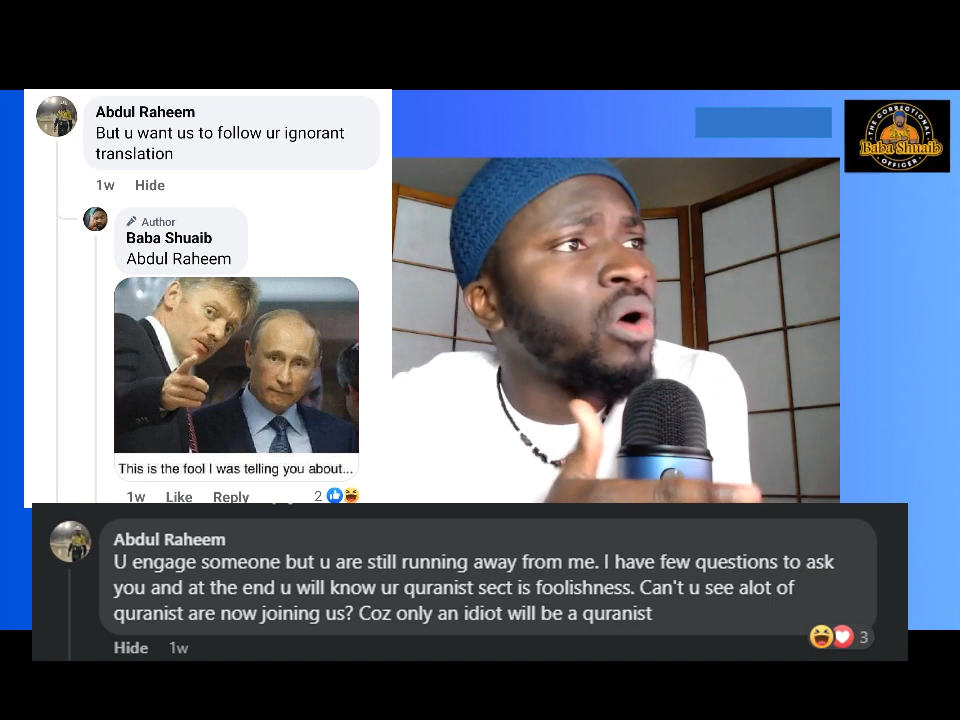 Abdul Raheem
But u want us to follow ur ignorant
translation
1w Hide
Author
Baba Shuaib
Abdul Raheem
This is the fool I was telling you about...
1w Like Reply 2
THE CORRECTIONAL
Baba Shuaib
OFFICER
Abdul Raheem
U engage someone but u are still running away from me. I have few questions to ask
you and at the end u will know ur quranist sect is foolishness. Can't u see alot of
quranist are now joining us? Coz only an idiot will be a quranist
3
Hide 1w